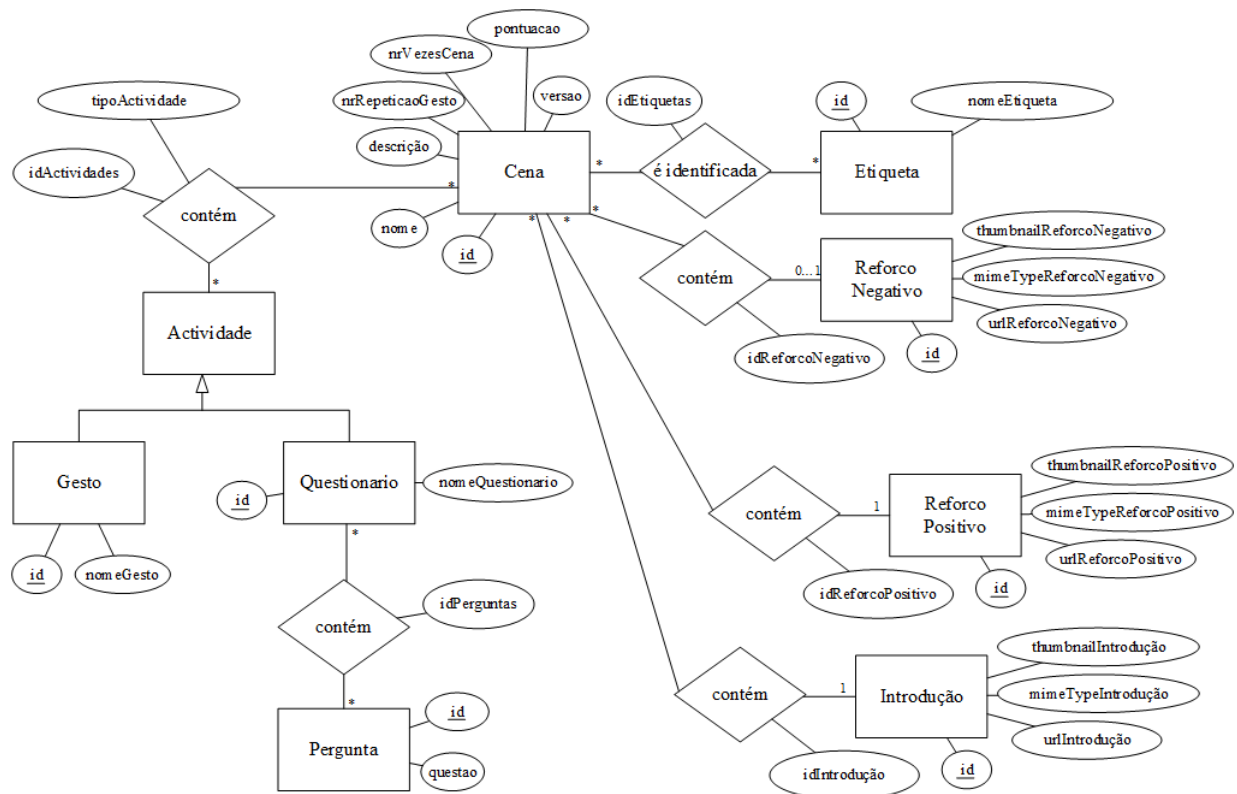 pontuacao
nrVezesCena
tipoActividade
nrRepeticaoGesto
versao
idEtiquetas
id
nomeEtiqueta
descrição
idActividades
contém
*
Cena
*
é identificada
*
Etiqueta
nome
id
*
*
*
*
contém
0... 1
Reforco
Negativo
thumbnailReforcoNegativo
mimeTypeReforcoNegativo
urlReforcoNegativo
idReforcoNegativo
id
*
Actividade
Gesto
id
nomeGesto
Questionario
id
nomeQuestionario
*
contém
idPerguntas
*
Pergunta
id
questao
contém
1
Reforco
Positivo
thumbnailReforcoPositivo
mimeTypeReforcoPositivo
urlReforcoPositivo
idReforcoPositivo
id
contém
1
Introdução
thumbnailIntrodução
mimeTypeIntrodução
urlIntrodução
idIntrodução
id